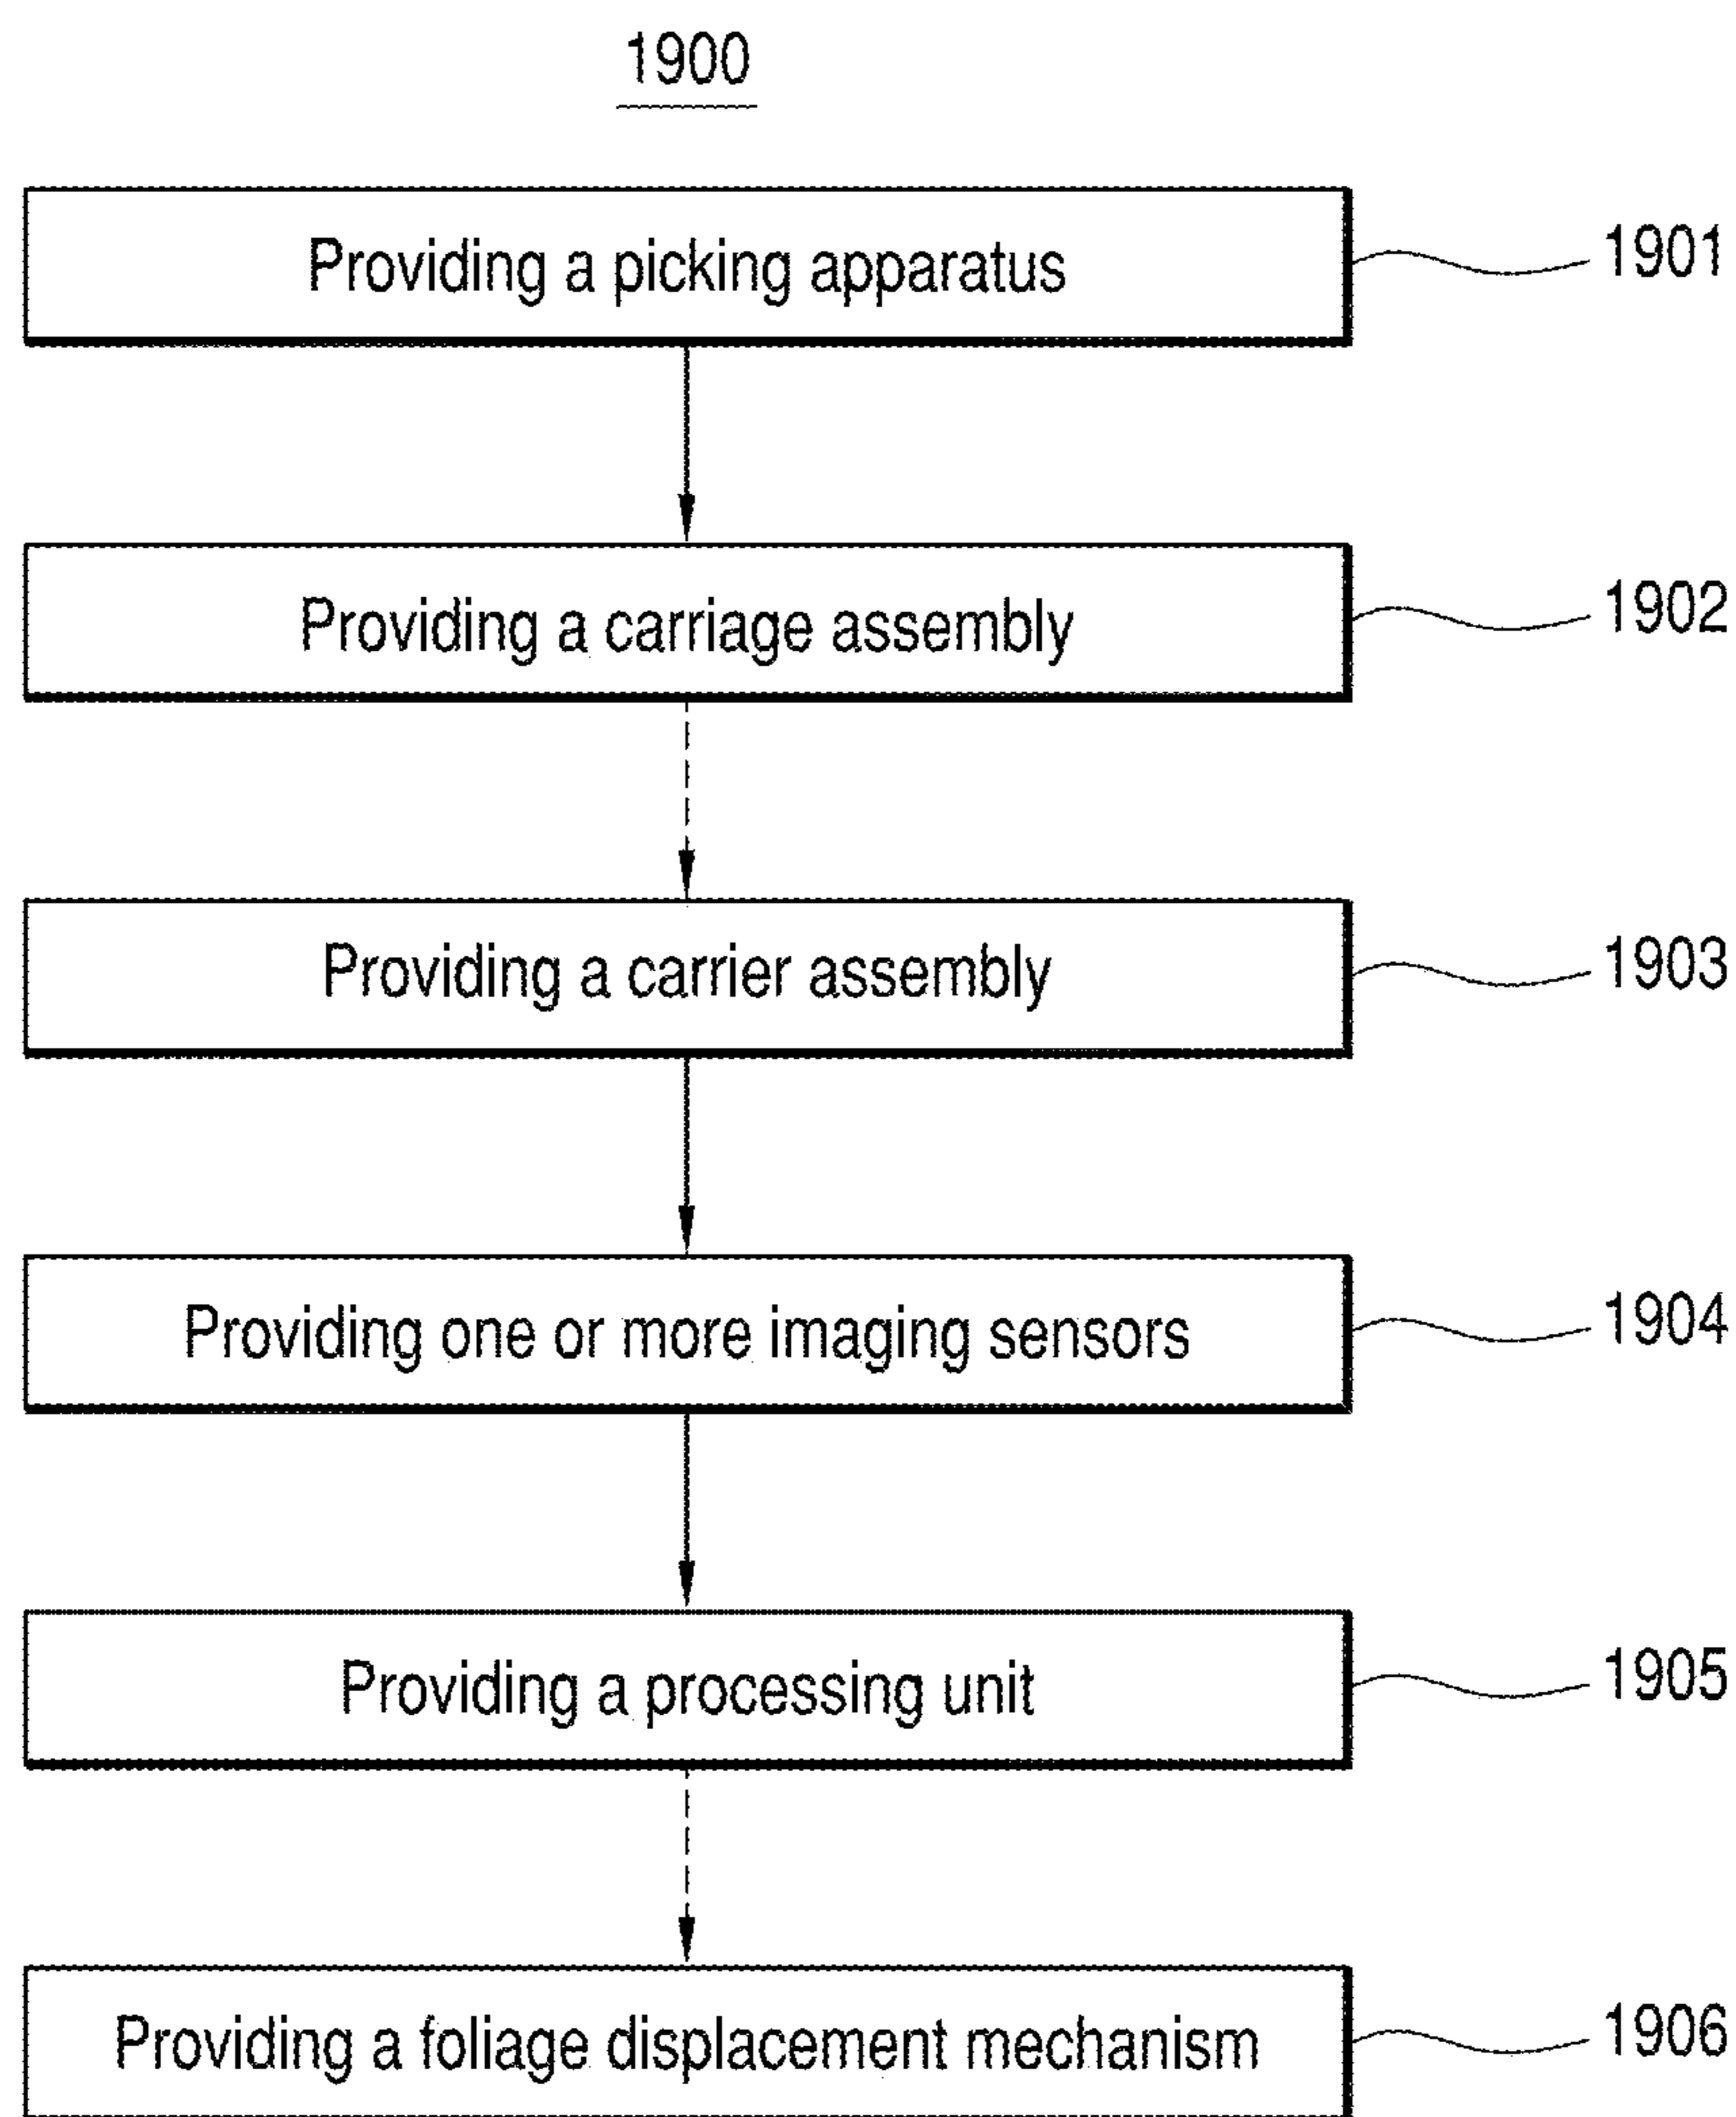 1900
Providing a picking apparatus
1901
Providing a carriage assembly
1902
Providing a carrier assembly
1903
Providing one or more imaging sensors
1904
Providing a processing unit
1905
Providing a foliage displacement mechanism
1906